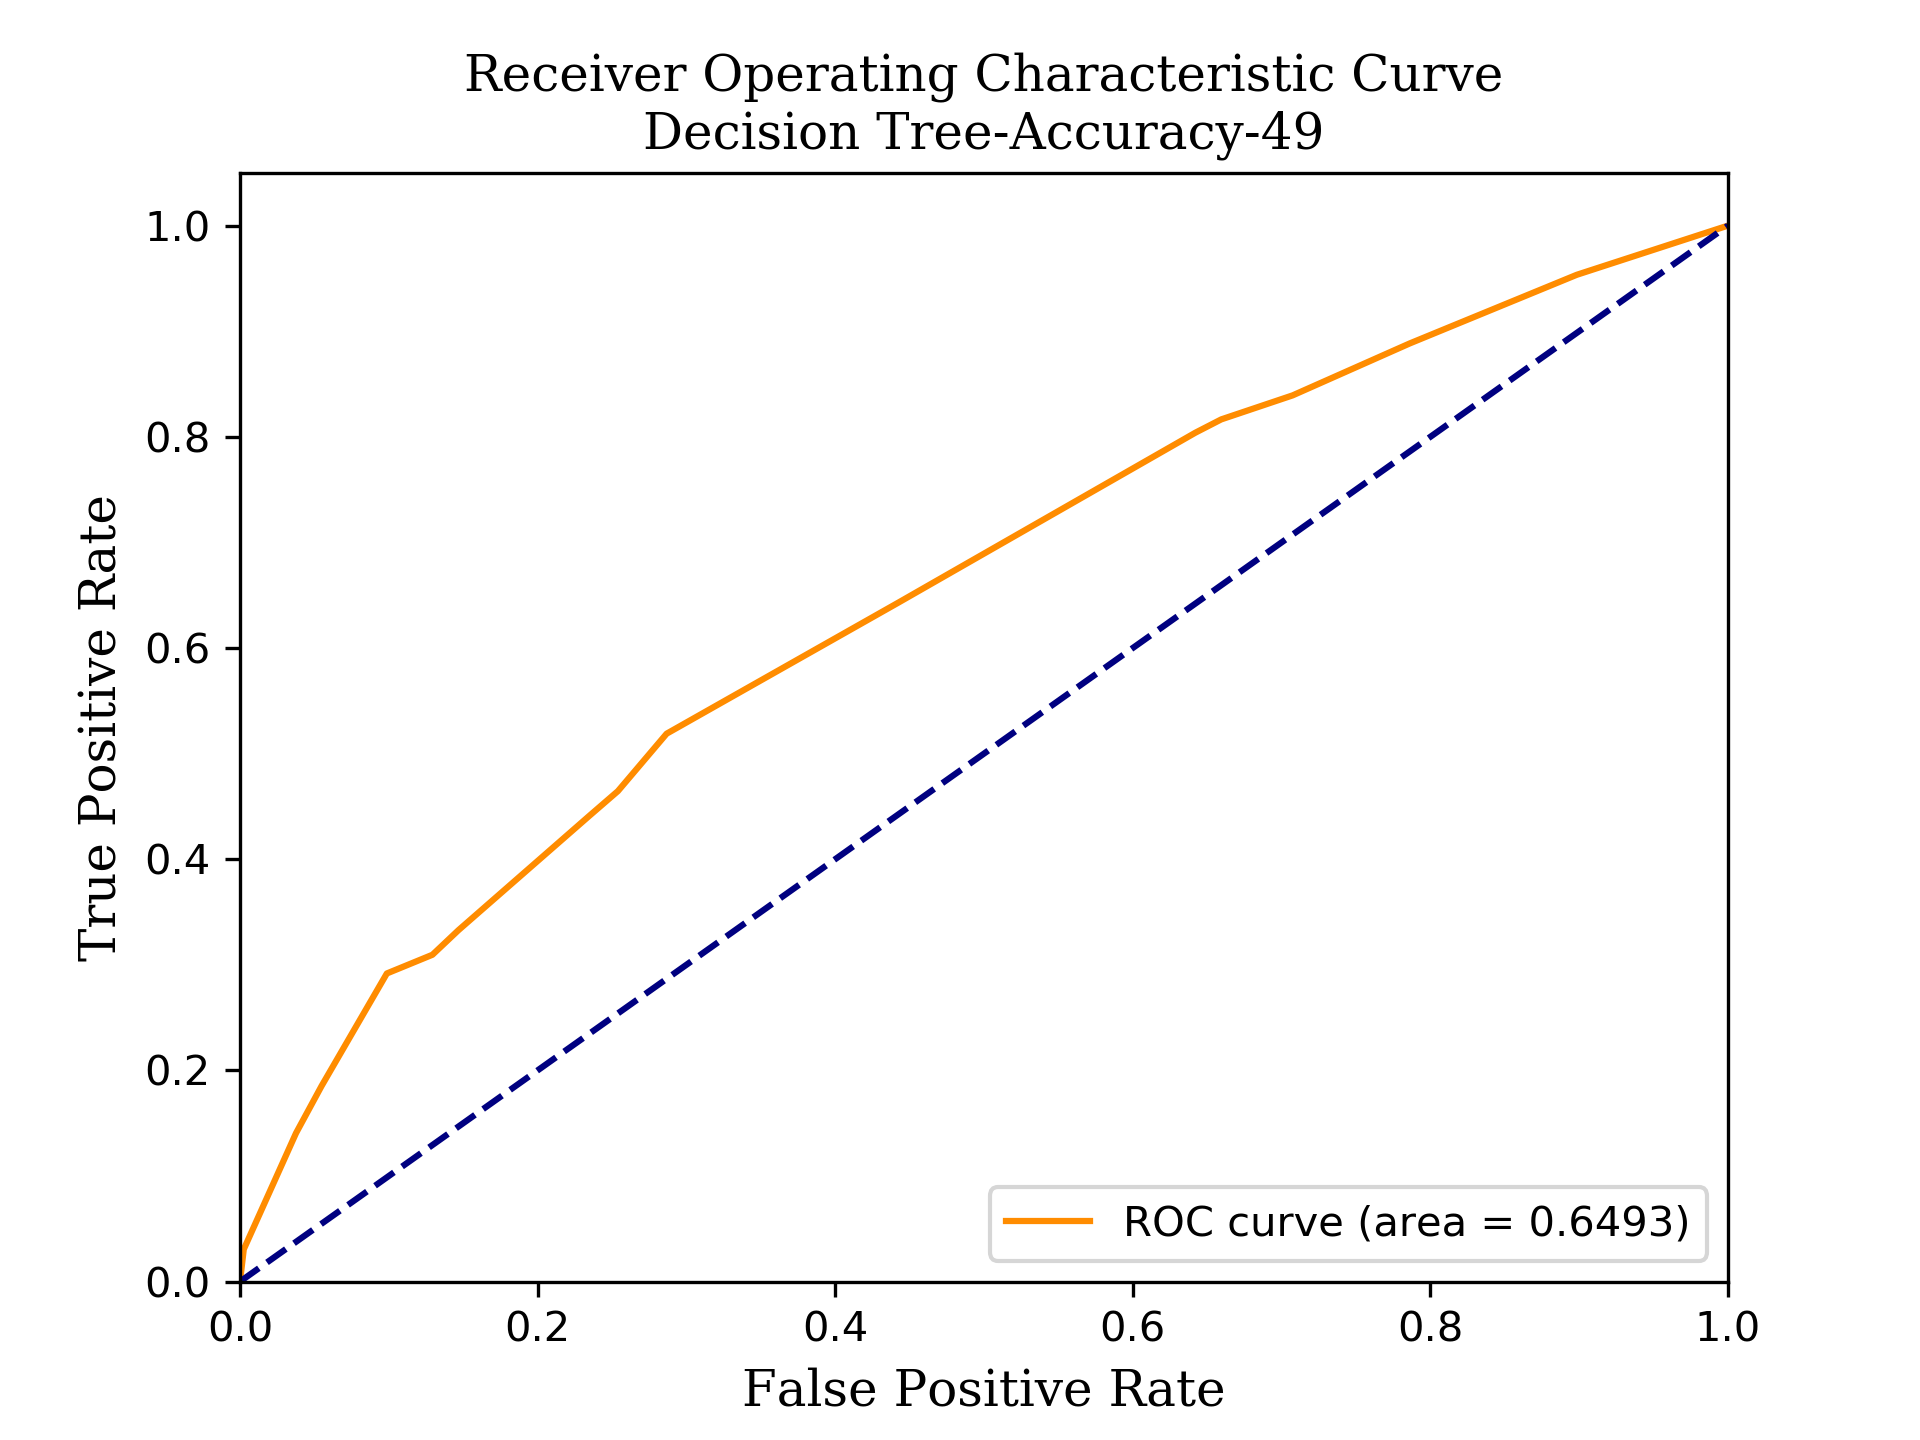 Receiver Operating Characteristic Curve
Decision Tree-Accuracy-49
1.0
0.8
0.6
0.4
0.2
0.0
True Positive Rate
ROC curve (area = 0.6493)
0.0 0.2 0.4 0.6 0.8 1.0
False Positive Rate